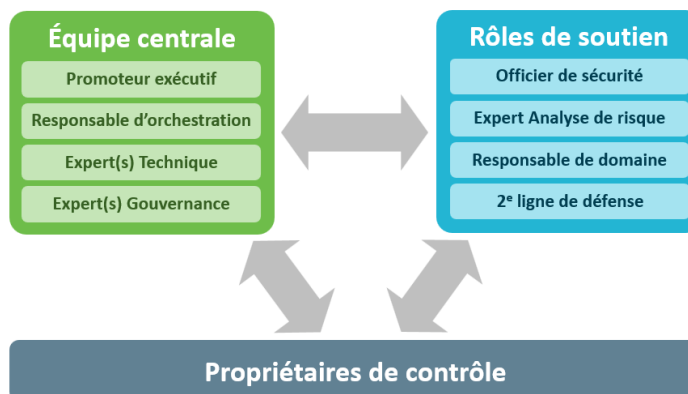 Équipe centrale
Promoteur exécutif
Responsable d'orchestration
Expert(s) Technique
Expert(s) Gouvernance
Rôles de soutien
Officier de sécurité
Expert Analyse de risque
Responsable de domaine
2e ligne de défense
Propriétaires de contrôle